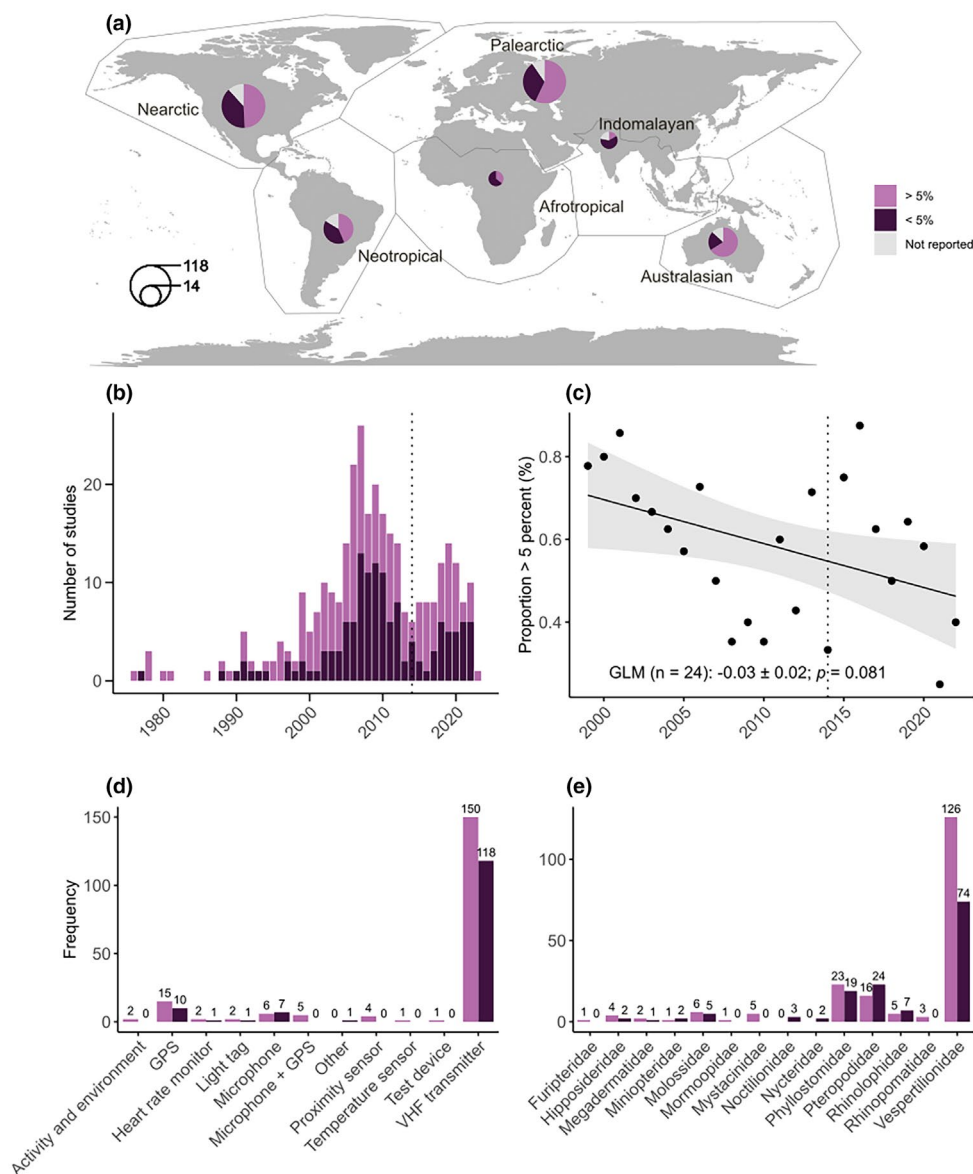 (a)
Palearctic
Nearctic
Indomalayan
Afrotropical
Neotropical
Australasian
118
14
> 5%
< 5%
Not reported
(b)
Number of studies
20
10
0
1980
1990
2000
2010
2020
(c)
Proportion > 5 percent (%)
0.8
0.6
0.4
GLM (n = 24): -0.03 ± 0.02; p = 0.081
2000
2005
2010
2015
2020
(d)
Frequency
150
100
50
0
2 0 15 10 2 1 2 1 6 7 5 0 0 1 4 0 1 0 1 0 150 118
Activity and environment
GPS
Heart rate monitor
Light tag
Microphone
Microphone + GPS
Other
Proximity sensor
Temperature sensor
Test device
VHF transmitter
(e)
100
50
0
1 0 4 2 2 1 1 2 6 5 1 0 5 0 0 3 0 2 23 19 16 24 5 7 3 0 126 74
Furipteridae
Hipposideridae
Megadermatidae
Miniopteridae
Molossidae
Mormoopidae
Mystacinidae
Noctilionidae
Nycteridae
Phyllostomidae
Pteropodidae
Rhinolophidae
Rhinopomatidae
Vespertilionidae